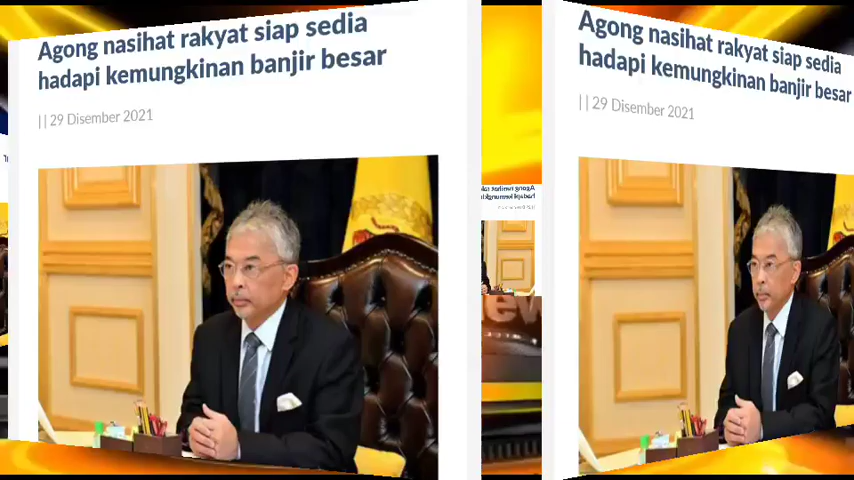 Agong nasihat rakyat siap sedia
hadapi kemungkinan banjir besar
|| 29 Disember 2021
Agong nasihat rakyat siap sedia
hadapi kemungkinan banjir besar
|| 29 Disember 2021